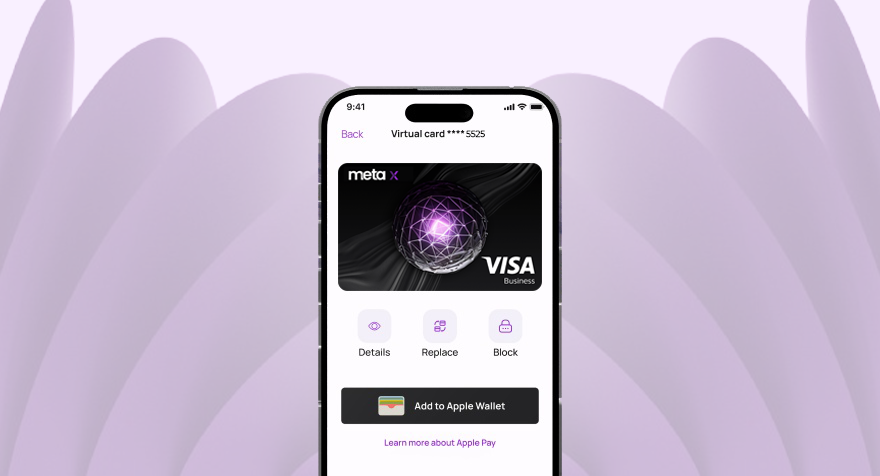 9:41
Back
Virtual card **** 5525
meta x
VISA
Business
Details
Replace
Block
Add to Apple Wallet
Learn more about Apple Pay